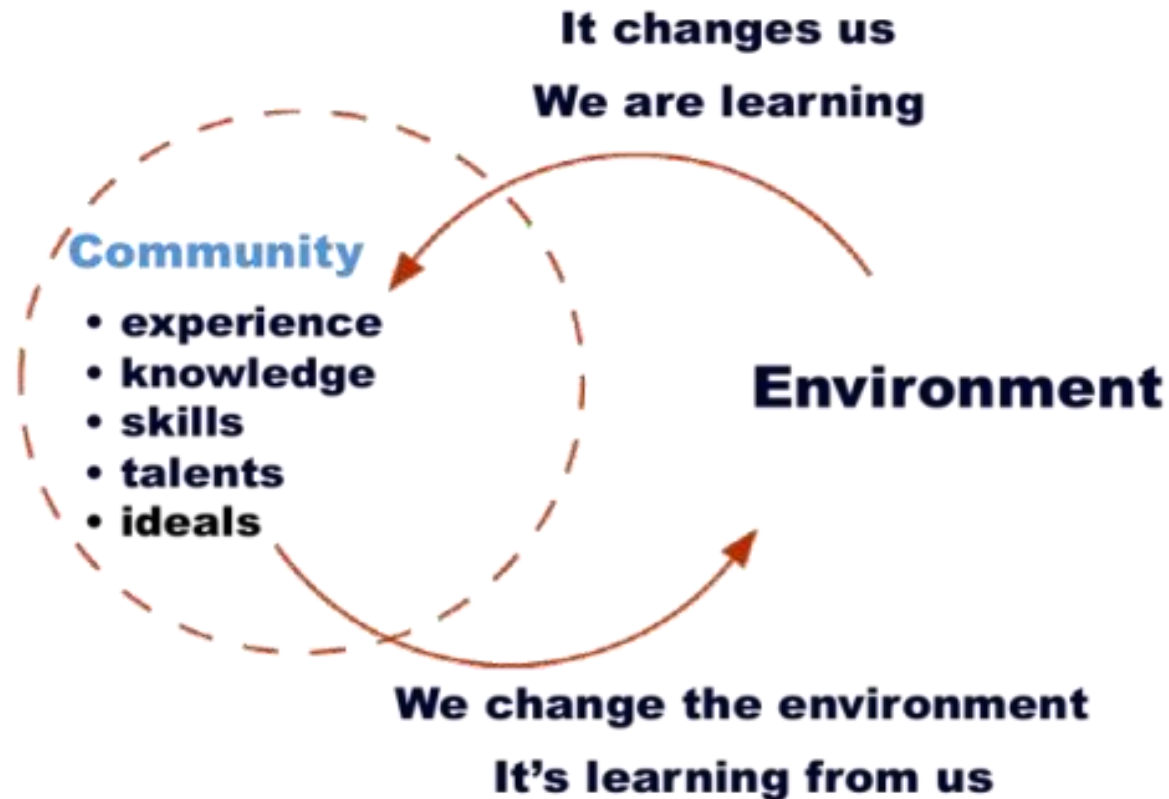 It changes us
We are learning
Community
• experience
• knowledge
• skills
• talents
• ideals
Environment
We change the environment
It's learning from us